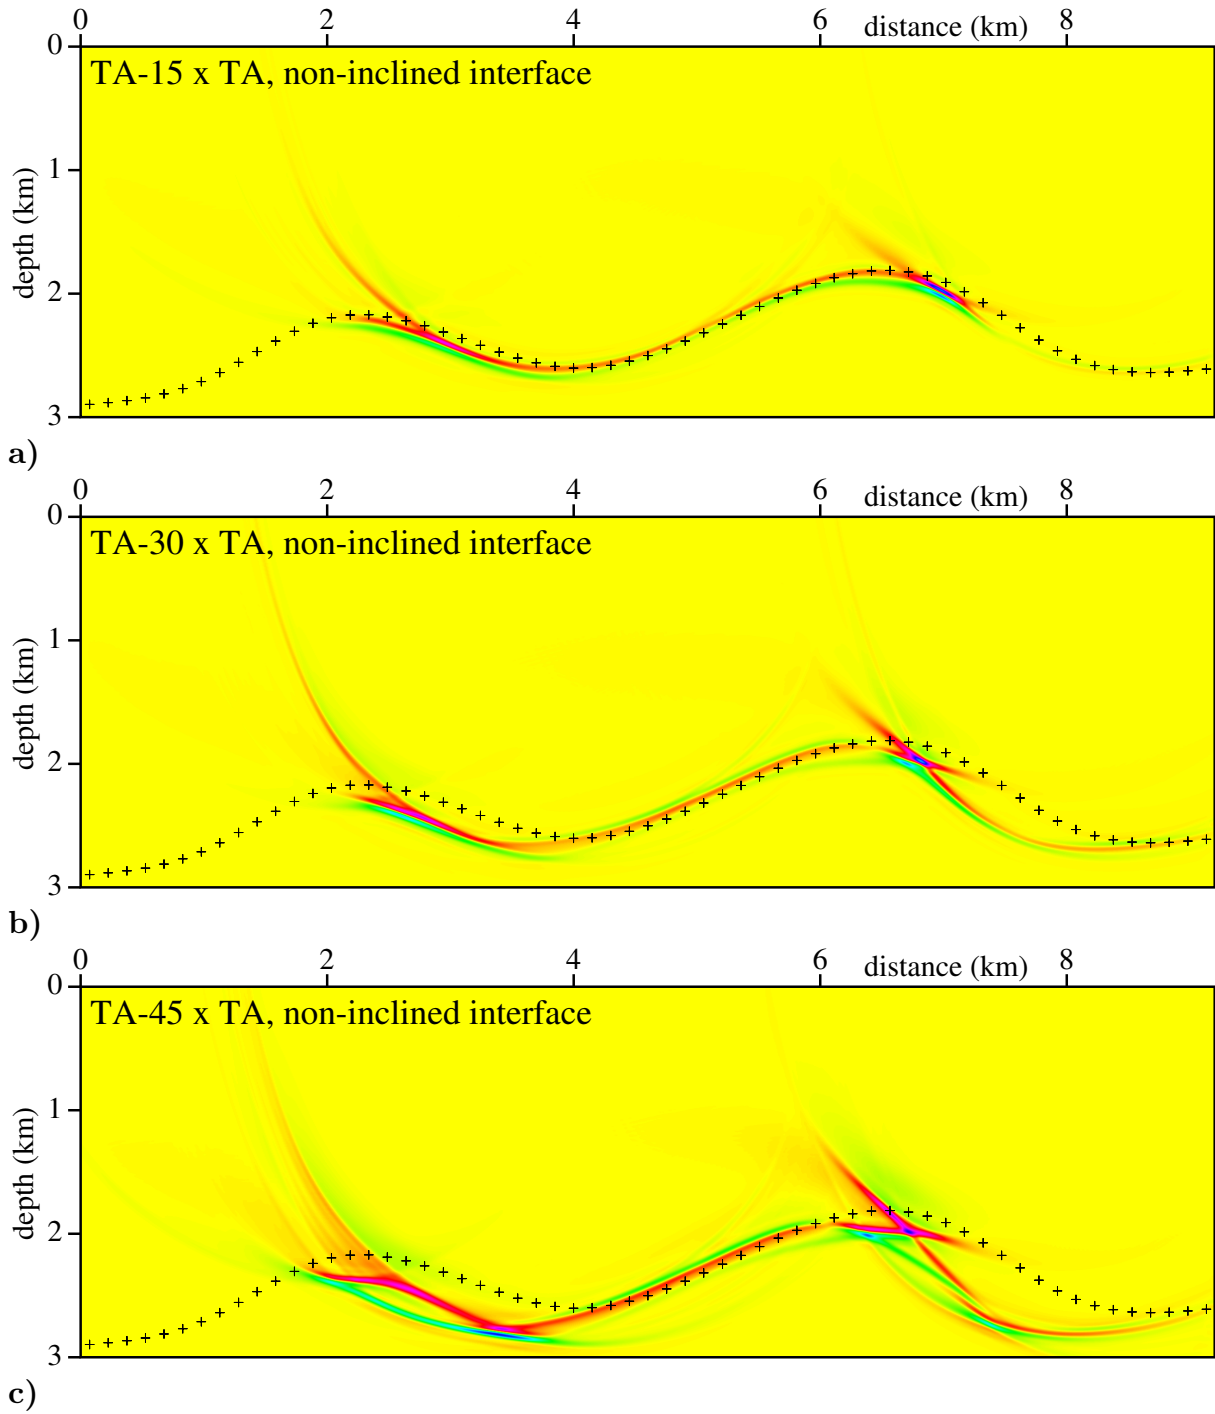 0 2 4 6 distance (km) 8
0
TA-15 x TA, non-inclined interface
1
depth (km)
2
3
a)
0 2 4 6 distance (km) 8
0
TA-30 x TA, non-inclined interface
1
depth (km)
2
3
b)
0 2 4 6 distance (km) 8
0
TA-45 x TA, non-inclined interface
1
depth (km)
2
3
c)